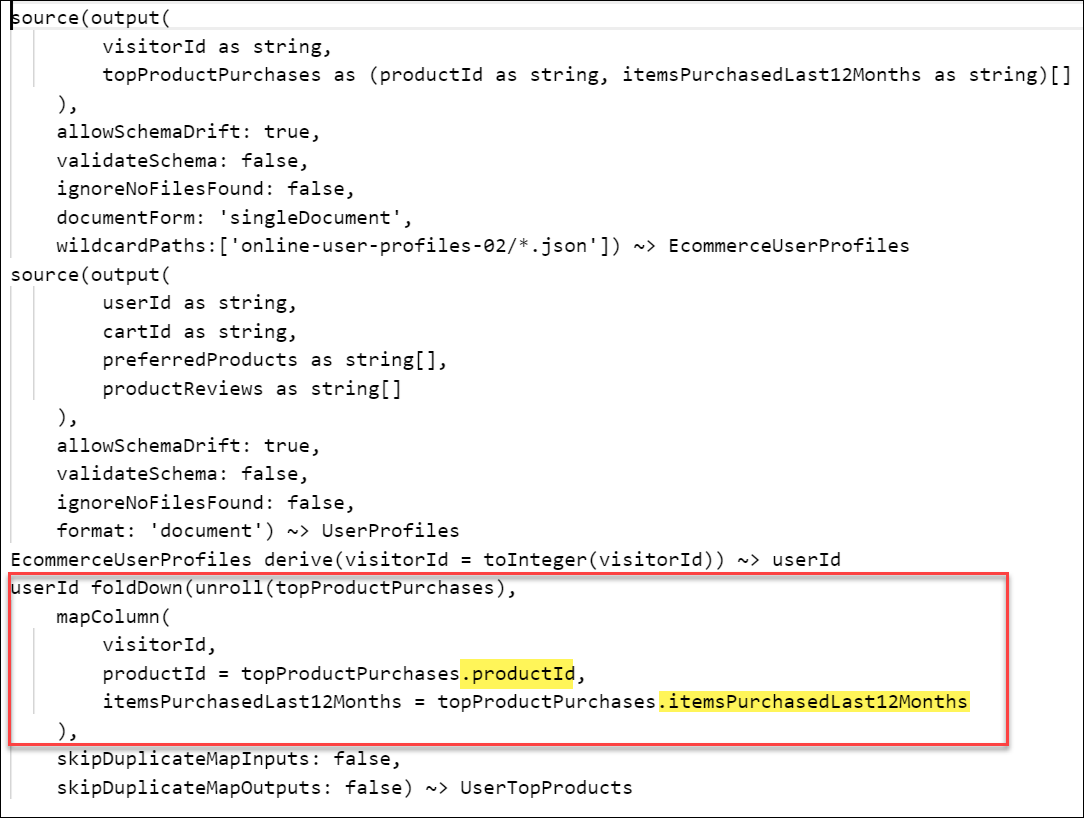 source(output(
visitorId as string,
topProductPurchases as (productId as string, itemsPurchasedLast12Months as string)[]
),
allowSchemaDrift: true,
validateSchema: false,
ignoreNoFilesFound: false,
documentForm: 'singleDocument',
wildcardPaths:['online-user-profiles-02/*.json']) ~> EcommerceUserProfiles
source(output(
userId as string,
cartId as string,
preferredProducts as string[],
productReviews as string[]
),
allowSchemaDrift: true,
validateSchema: false,
ignoreNoFilesFound: false,
format: 'document') ~> UserProfiles
EcommerceUserProfiles derive(visitorId = toInteger(visitorId)) ~> userId
userId foldDown(unroll(topProductPurchases),
mapColumn(
visitorId,
productId = topProductPurchases.productId,
itemsPurchasedLast12Months = topProductPurchases.itemsPurchasedLast12Months
),
skipDuplicateMapInputs: false,
skipDuplicateMapOutputs: false) ~> UserTopProducts